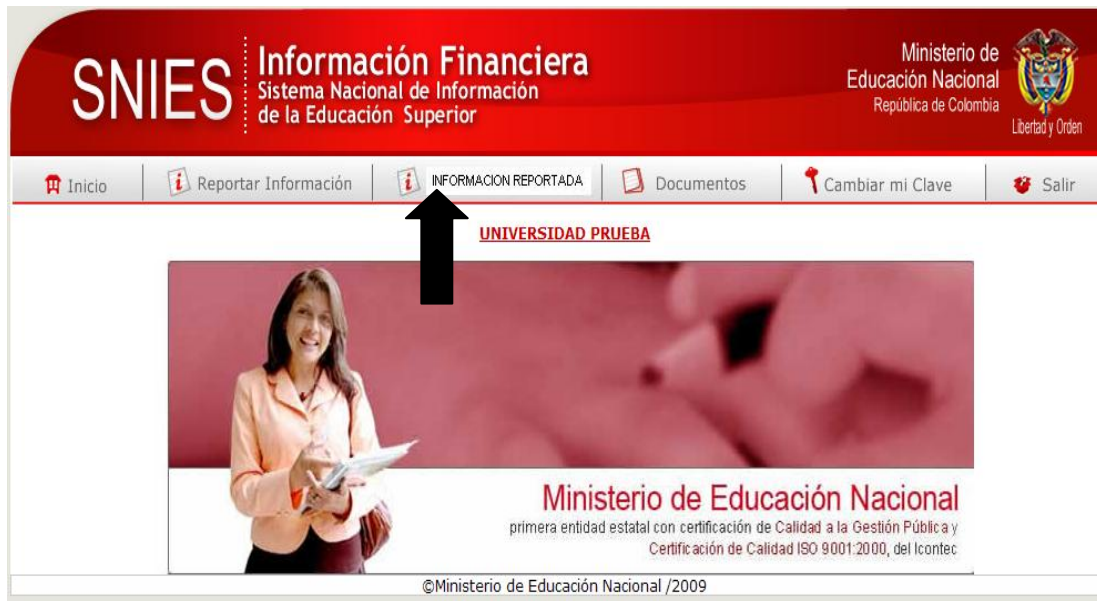 SNIES
Información Financiera
Sistema Nacional de Información
de la Educación Superior
Ministerio de
Educación Nacional
República de Colombia
Libertad y Orden
Inicio
Reportar Información
INFORMACION REPORTADA
Documentos
Cambiar mi Clave
Salir
UNIVERSIDAD PRUEBA
Ministerio de Educación Nacional
primera entidad estatal con certificación de Calidad a la Gestión Pública y
Certificación de Calidad ISO 9001:2000, del Icontec
©Ministerio de Educación Nacional /2009